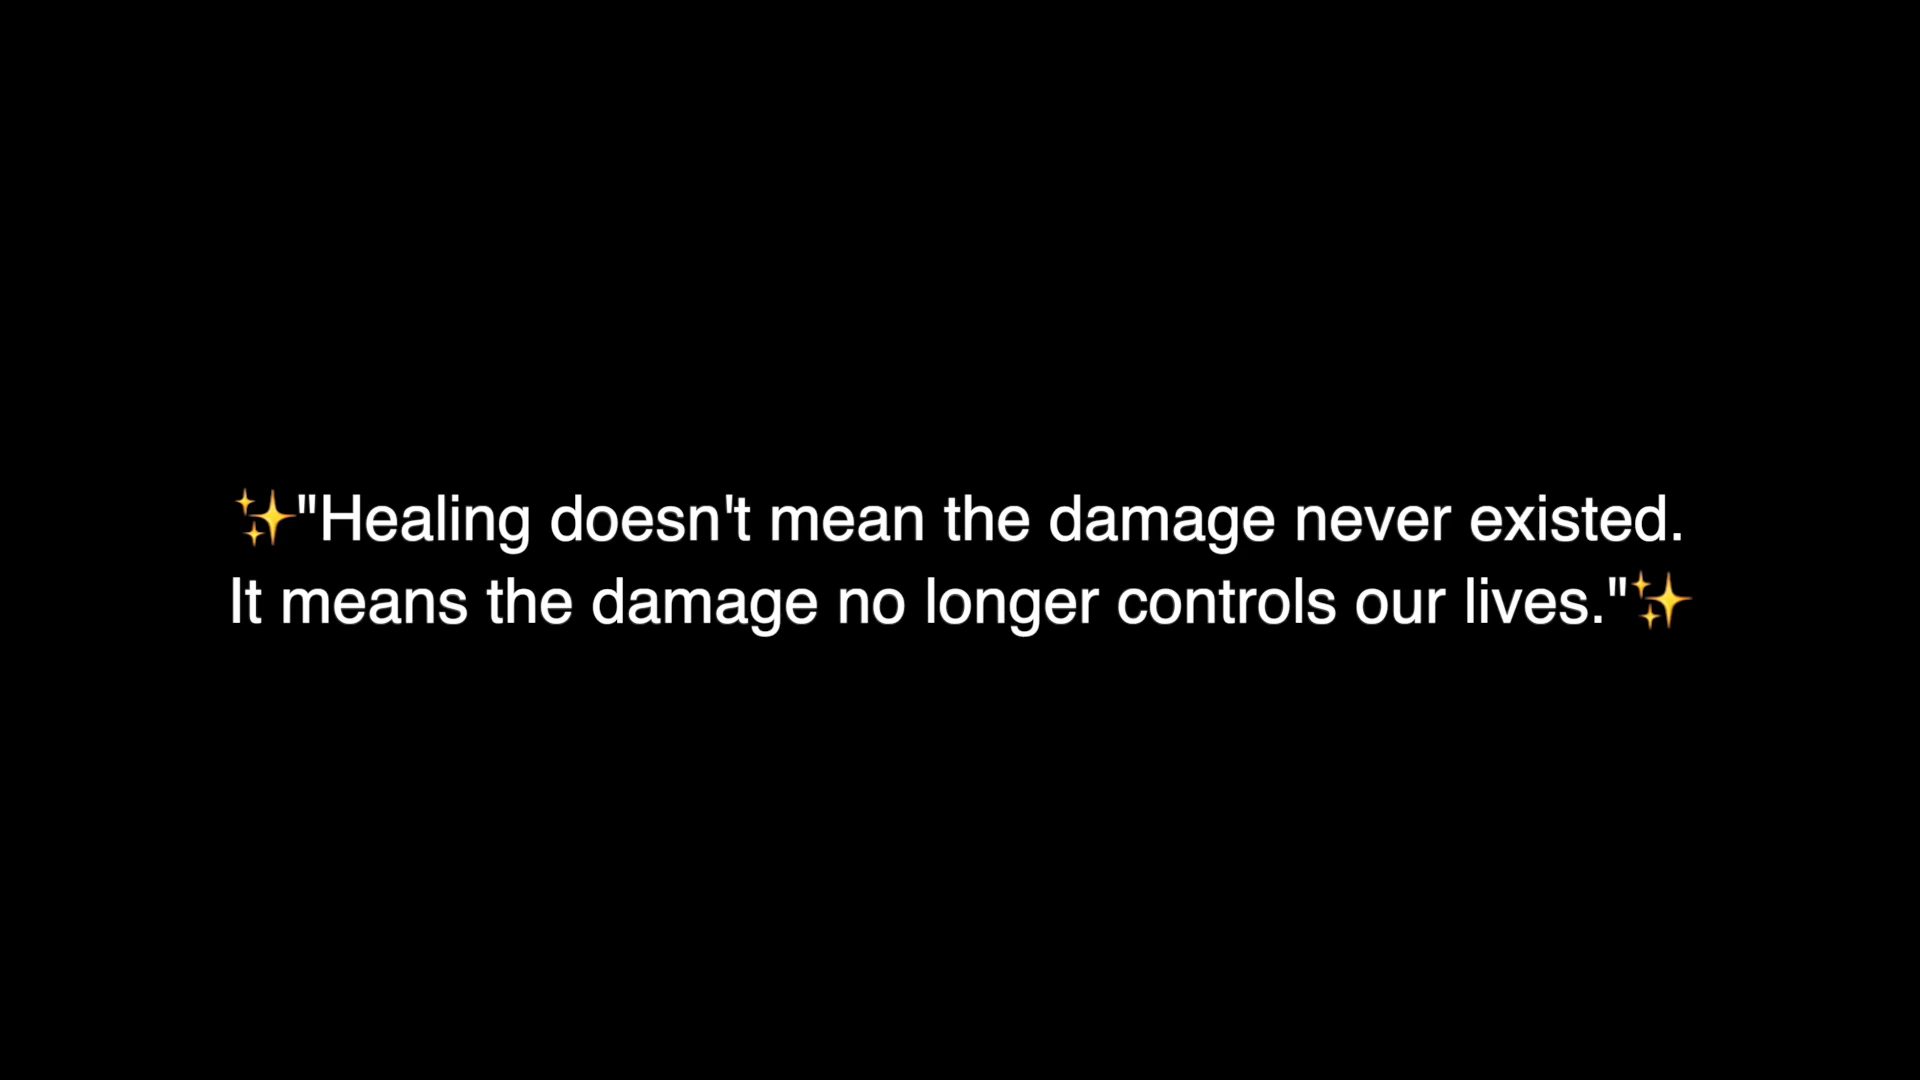 ✨"Healing doesn't mean the damage never existed.
It means the damage no longer controls our lives."✨